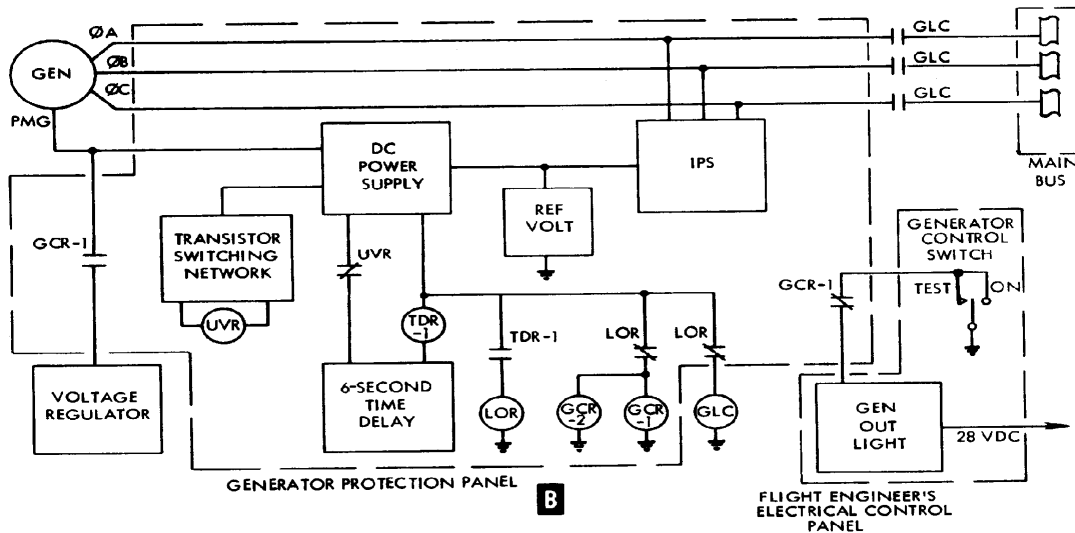 ØA
GLC
ØB
GLC
GEN
ØC
GLC
PMG
DC
POWER
SUPPLY
IPS
MAIN
BUS
REF
VOLT
GCR-1
TRANSISTOR
SWITCHING
NETWORK
UVR
UVR
GENERATOR
CONTROL
SWITCH
GCR-1
TEST
ON
TDR
-1
TDR-1
LOR
LOR
VOLTAGE
REGULATOR
6-SECOND
TIME
DELAY
LOR
GCR
-2
GCR
-1
GLC
GEN
OUT
LIGHT
28 VDC
GENERATOR PROTECTION PANEL
B
FLIGHT ENGINEER'S
ELECTRICAL CONTROL
PANEL